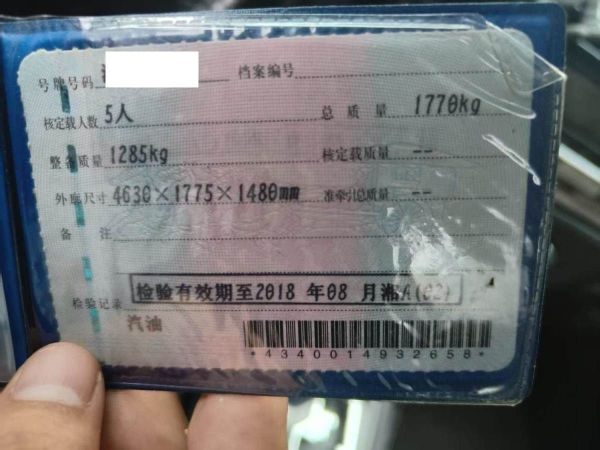 号牌号码 档案编号
核定载人数 5人 总质量 1770kg
整备质量 1285kg 核定载质量 --
外廓尺寸 4630×1775×1480mm 准牵引总质量 --
备注
检验有效期至2018 年08 月湘A(02)
检验记录
汽油
*4340014932658*